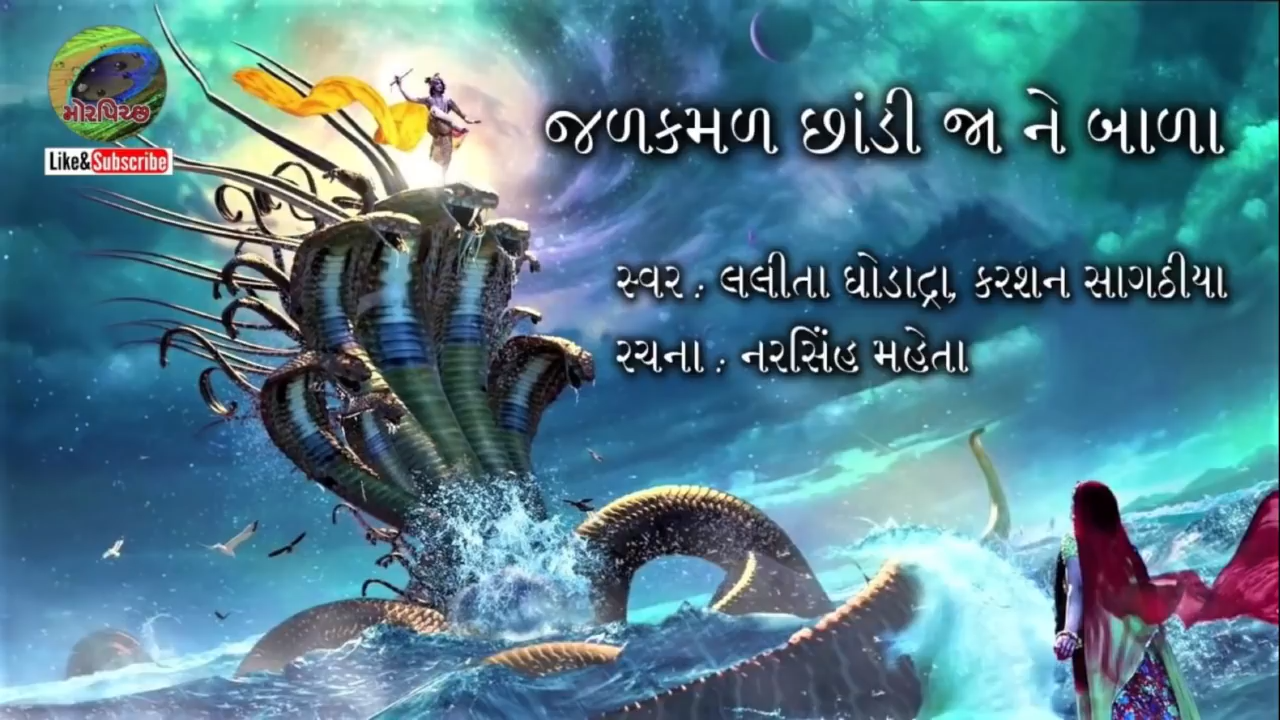 મોરપિચ્છ
Like& Subscribe
જળકમળ છાંડી જા ને બાળા
સ્વર : લલીતા ઘોડાદ્રા, કરશન સાગઠીયા
રચના : નરસિંહ મહેતા